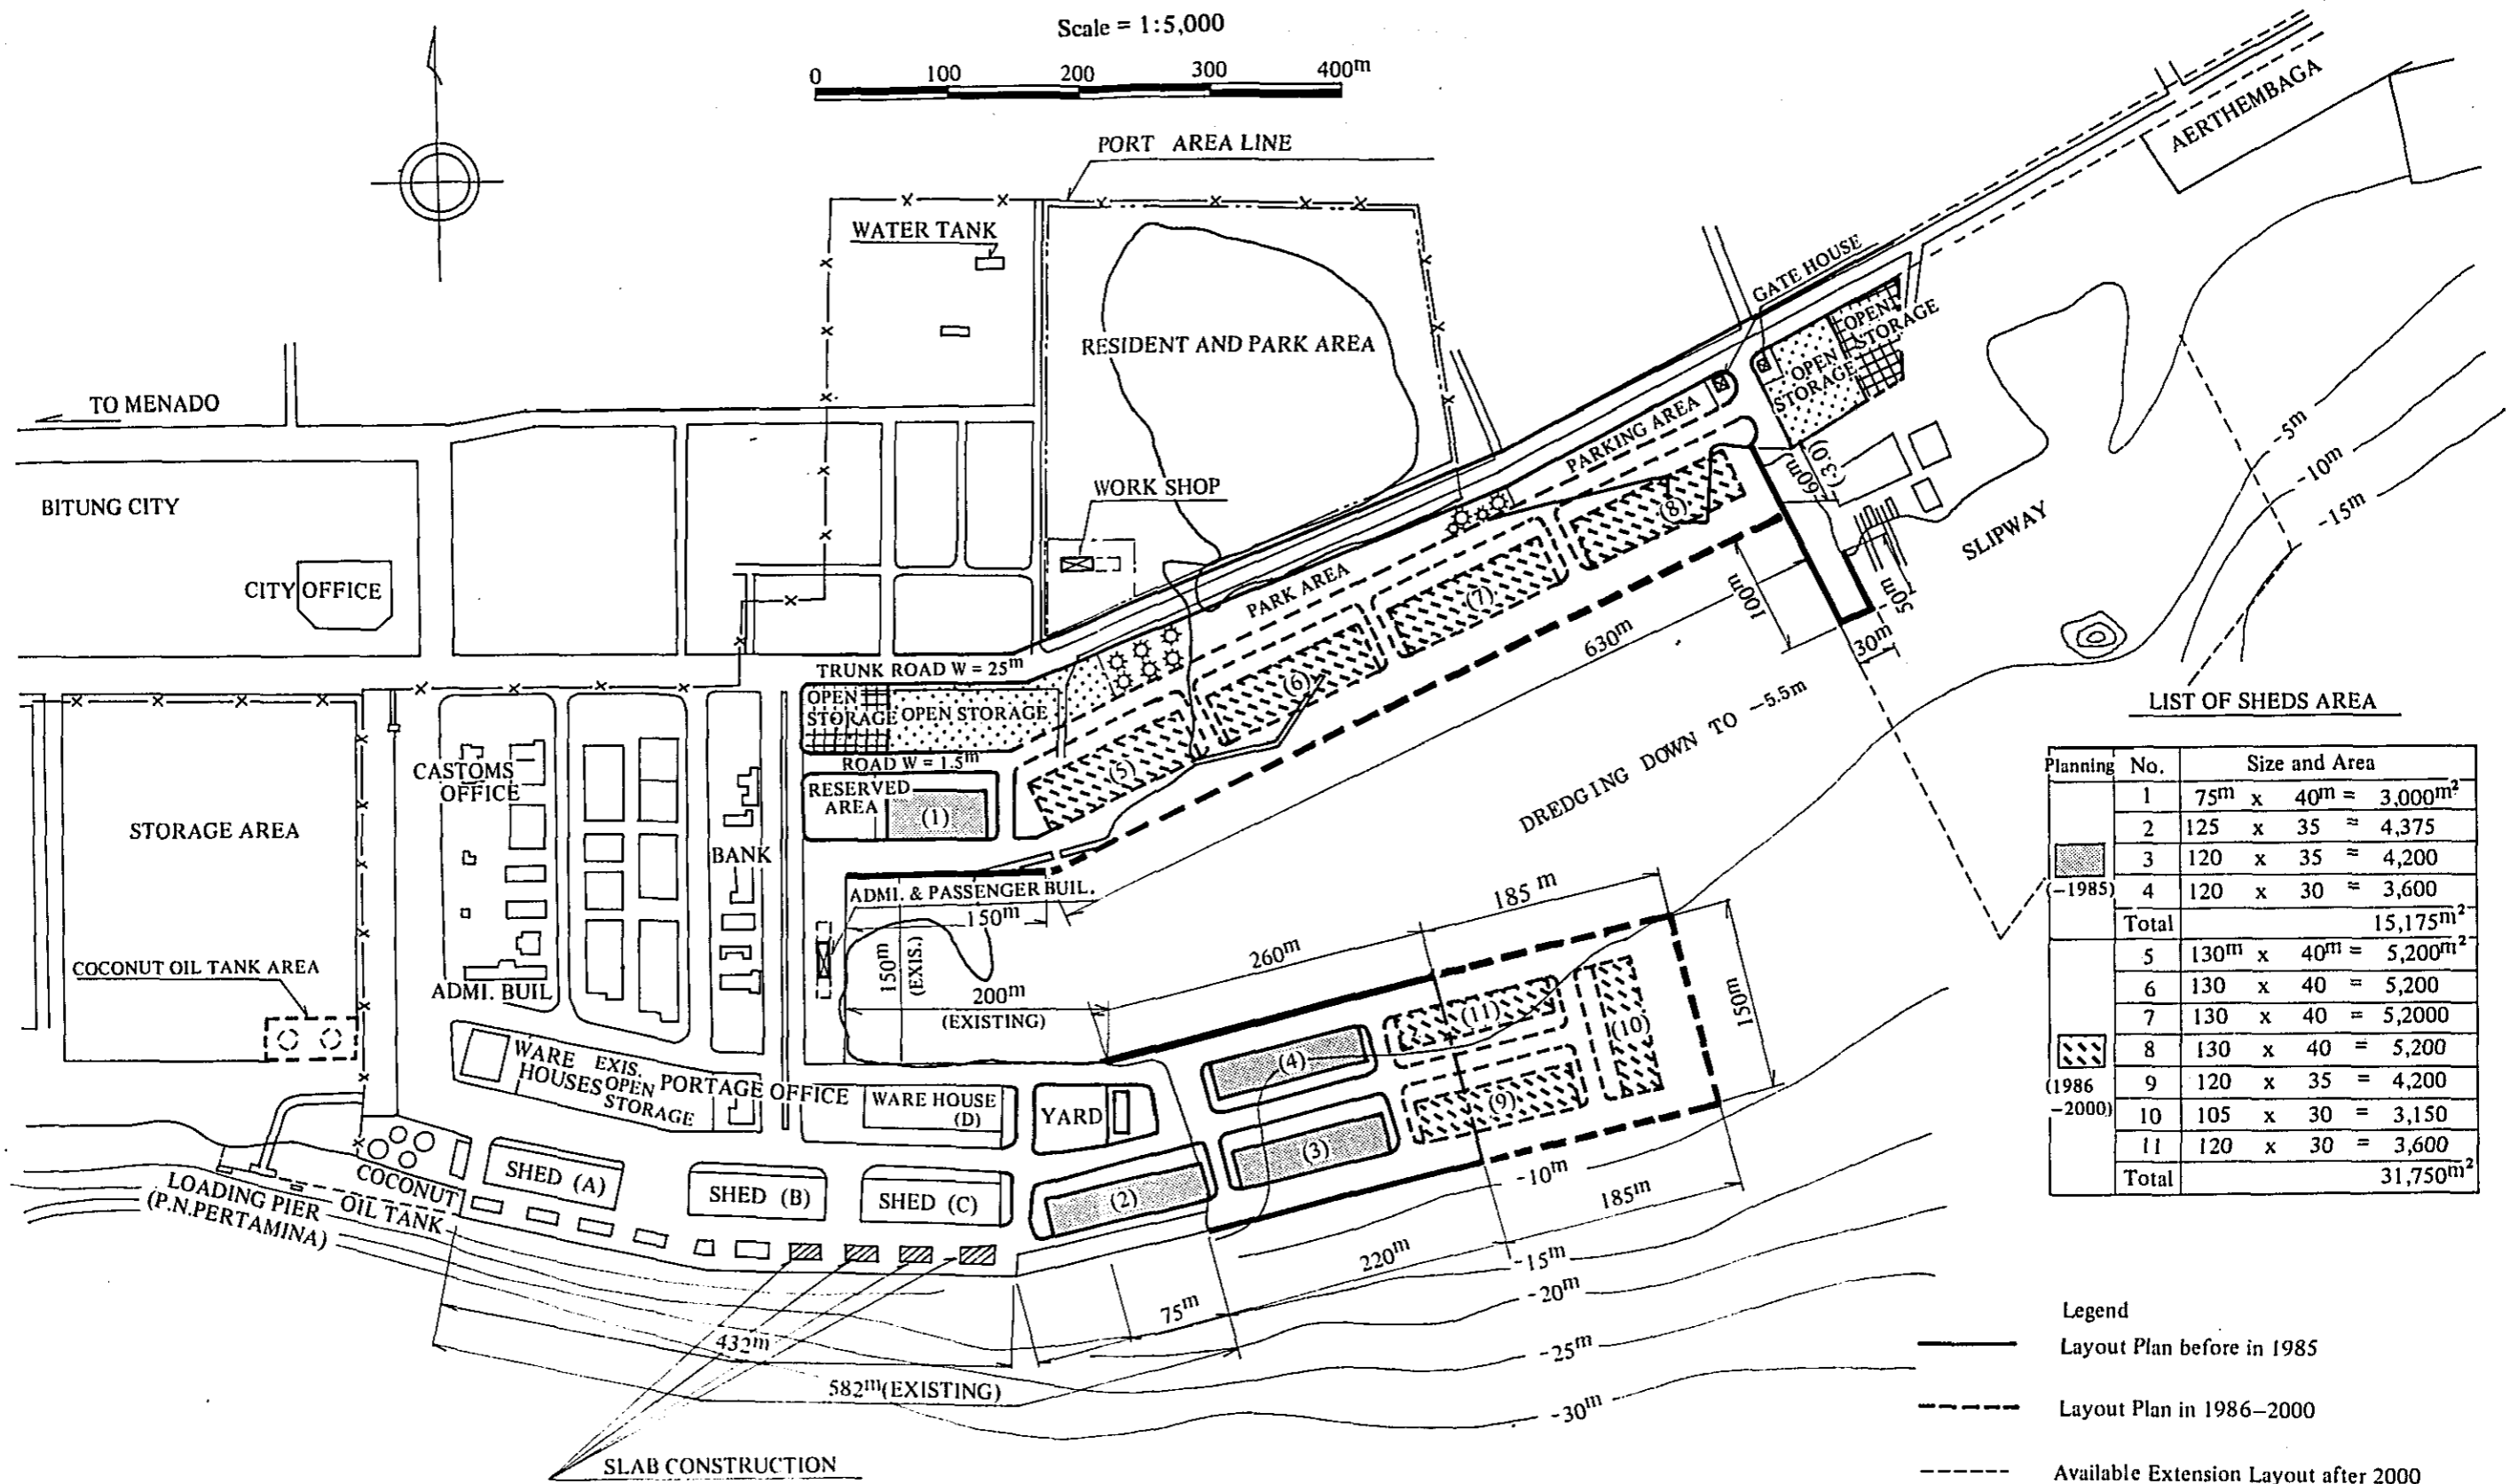 Scale = 1:5,000
0 100 200 300 400m
PORT AREA LINE
WATER TANK
RESIDENT AND PARK AREA
AERTHEMBAGA
GATE HOUSE
OPEN
STORAGE
OPEN
STORAGE
TO MENADO
BITUNG CITY
CITY OFFICE
WORK SHOP
PARKING AREA
PARK AREA
(8)
(7)
(6)
(5)
60m
(-3.0)
SLIPWAY
-5m
-10m
-15m
100m
50m
30m
630m
DREDGING DOWN TO -5.5m
TRUNK ROAD W = 25m
OPEN
STORAGE
OPEN STORAGE
ROAD W = 1.5m
RESERVED
AREA
(1)
CASTOMS
OFFICE
STORAGE AREA
BANK
ADMI. & PASSENGER BUIL.
150m
150m
(EXIS.)
200m
(EXISTING)
260m
185 m
150m
COCONUT OIL TANK AREA
ADMI. BUIL
WARE
HOUSES
EXIS.
OPEN
STORAGE
PORTAGE OFFICE
WARE HOUSE
(D)
YARD
(4)
(11)
(10)
(9)
(3)
(2)
SHED (A)
SHED (B)
SHED (C)
COCONUT
OIL TANK
LOADING PIER
(P.N.PERTAMINA)
-10m
185m
220m
75m
-15m
-20m
-25m
-30m
432m
582m(EXISTING)
SLAB CONSTRUCTION
LIST OF SHEDS AREA
Planning No. Size and Area
1 75m x 40m = 3,000m²
2 125 x 35 = 4,375
3 120 x 35 = 4,200
(-1985) 4 120 x 30 = 3,600
Total 15,175m²
5 130m x 40m = 5,200m²
6 130 x 40 = 5,200
7 130 x 40 = 5,2000
8 130 x 40 = 5,200
(1986 9 120 x 35 = 4,200
-2000) 10 105 x 30 = 3,150
11 120 x 30 = 3,600
Total 31,750m²
Legend
Layout Plan before in 1985
Layout Plan in 1986–2000
Available Extension Layout after 2000